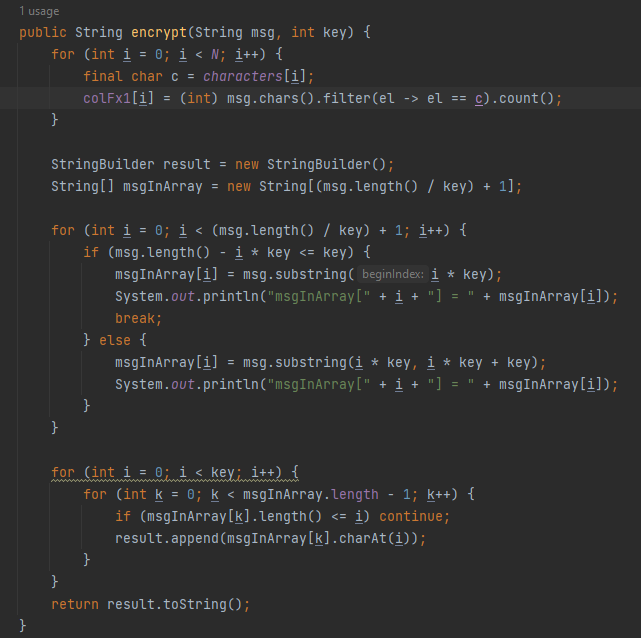 1 usage
public String encrypt(String msg, int key) {
    for (int i = 0; i < N; i++) {
        final char c = characters[i];
        colFx1[i] = (int) msg.chars().filter(el -> el == c).count();
    }

    StringBuilder result = new StringBuilder();
    String[] msgInArray = new String[(msg.length() / key) + 1];

    for (int i = 0; i < (msg.length() / key) + 1; i++) {
        if (msg.length() - i * key <= key) {
            msgInArray[i] = msg.substring( beginIndex: i * key);
            System.out.println("msgInArray[" + i + "] = " + msgInArray[i]);
            break;
        } else {
            msgInArray[i] = msg.substring(i * key, i * key + key);
            System.out.println("msgInArray[" + i + "] = " + msgInArray[i]);
        }
    }

    for (int i = 0; i < key; i++) {
        for (int k = 0; k < msgInArray.length - 1; k++) {
            if (msgInArray[k].length() <= i) continue;
            result.append(msgInArray[k].charAt(i));
        }
    }
    return result.toString();
}